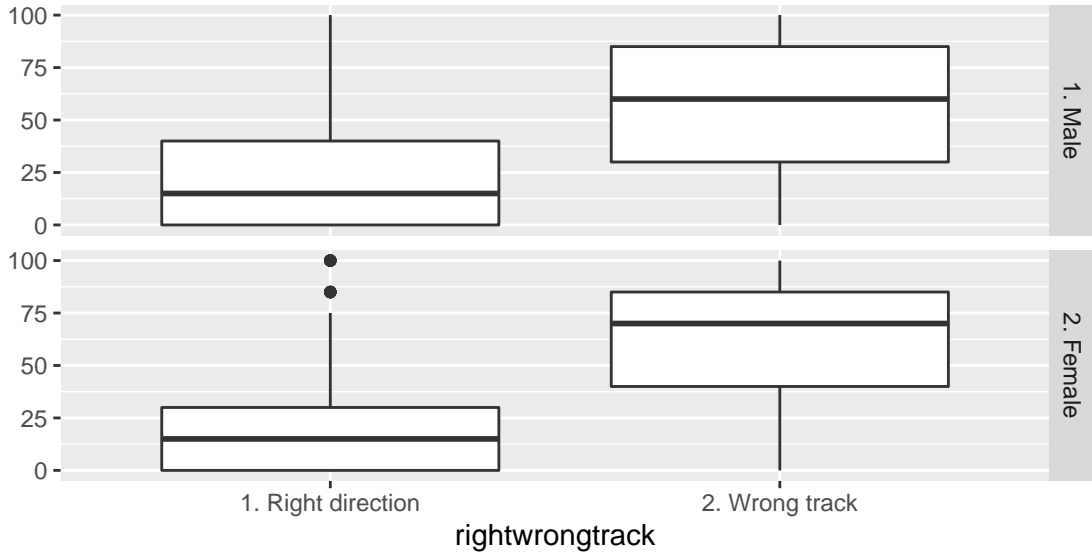 100
75
50
25
0
1. Male
100
75
50
25
0
2. Female
1. Right direction
2. Wrong track
rightwrongtrack